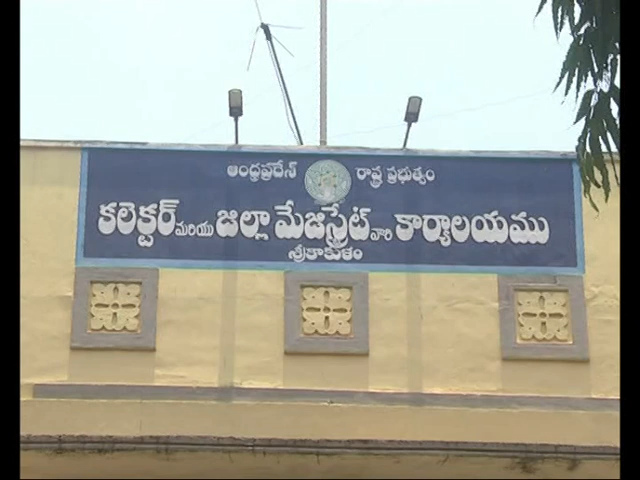 ఆంధ్రప్రదేశ్ రాష్ట్ర ప్రభుత్వం
కలెక్టర్ మరియు జిల్లా మేజిస్ట్రేట్ వారి కార్యాలయము
శ్రీకాకుళం